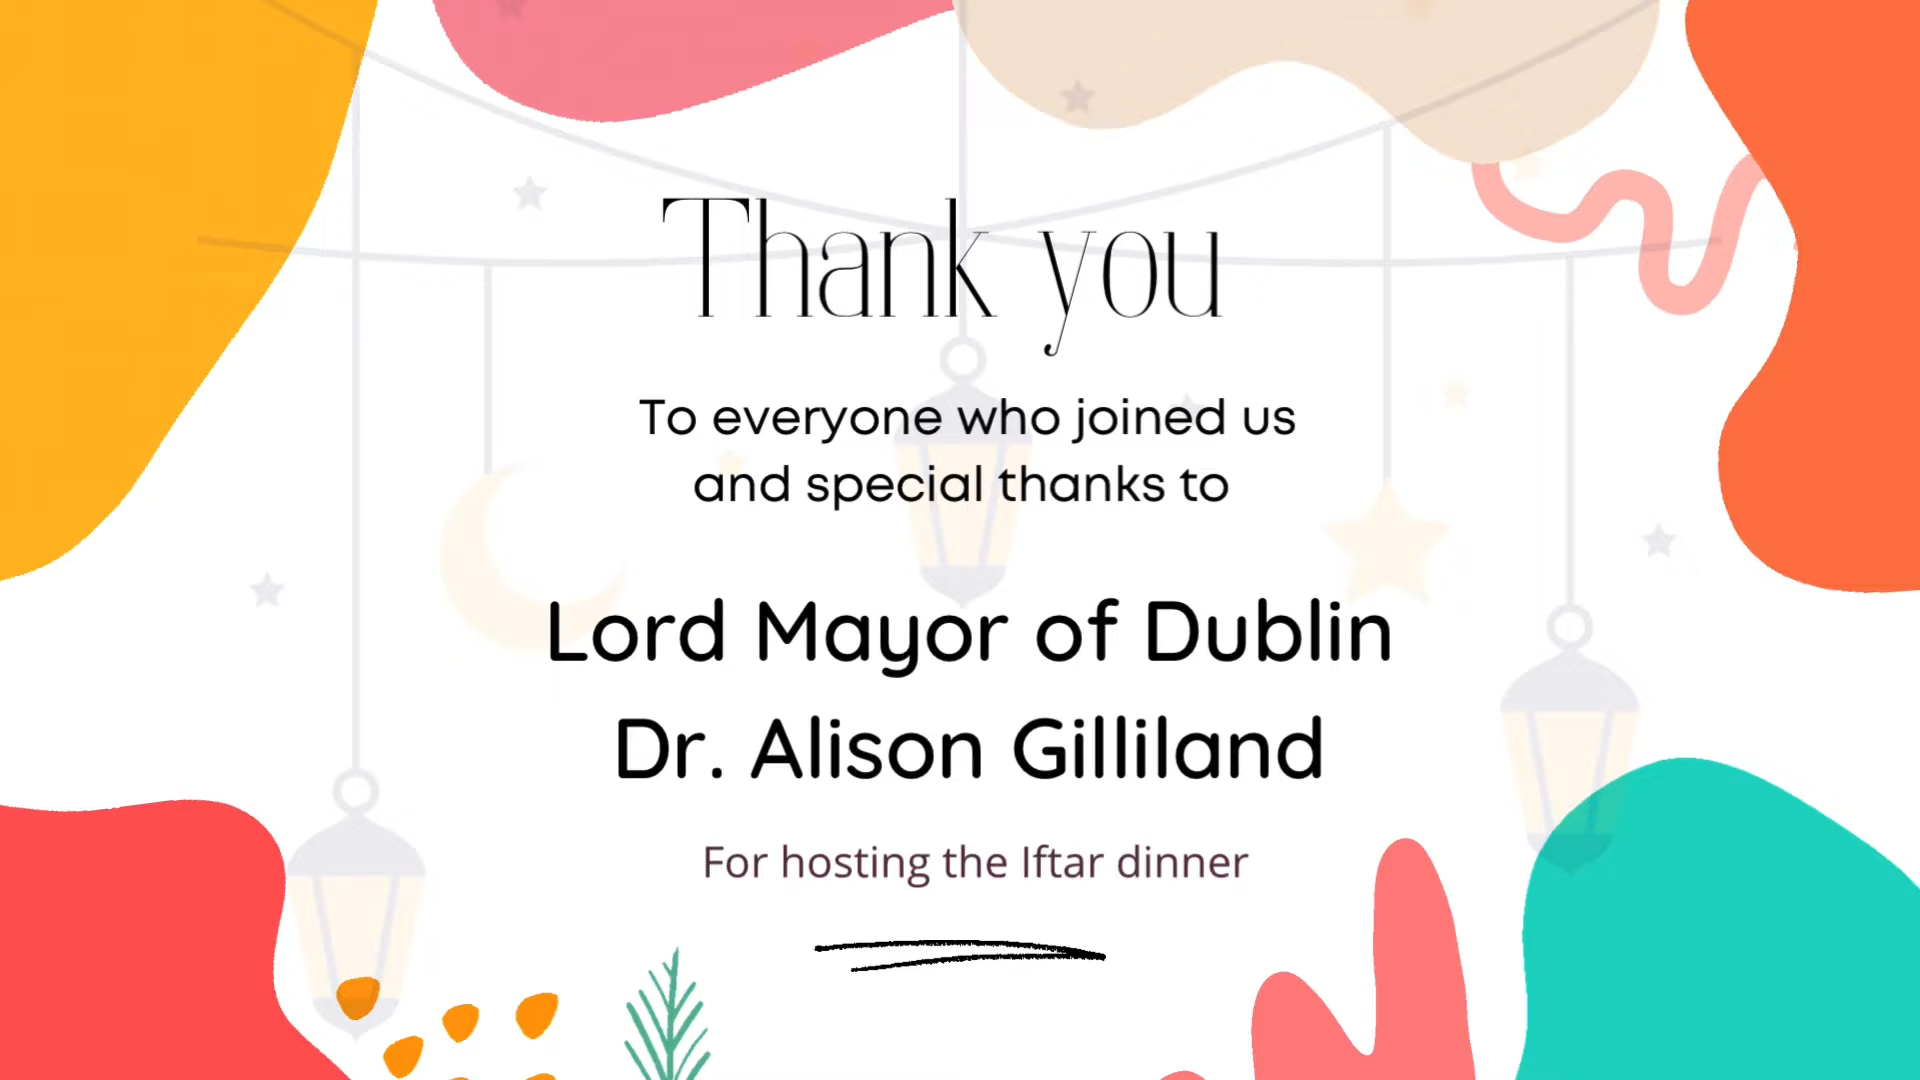 Thank you
To everyone who joined us
and special thanks to
Lord Mayor of Dublin
Dr. Alison Gilliland
For hosting the Iftar dinner